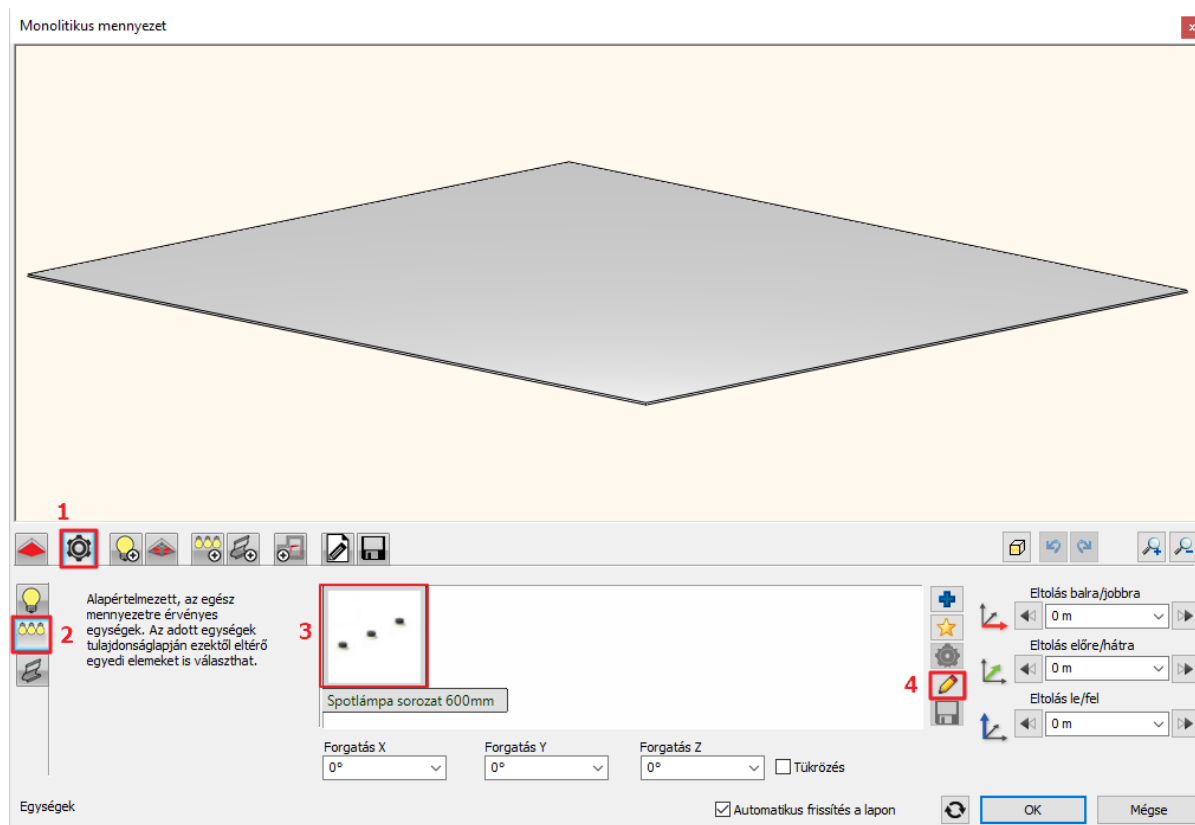 Monolitikus mennyezet
x
1
2
Alapértelmezett, az egész
mennyezetre érvényes
egységek. Az adott egységek
tulajdonságlapján ezektől eltérő
egyedi elemeket is választhat.
3
Spotlámpa sorozat 600mm
4
Eltolás balra/jobbra
0 m
Eltolás előre/hátra
0 m
Eltolás le/fel
0 m
Forgatás X
Forgatás Y
Forgatás Z
0°
0°
0°
Tükrözés
Egységek
Automatikus frissítés a lapon
OK
Mégse